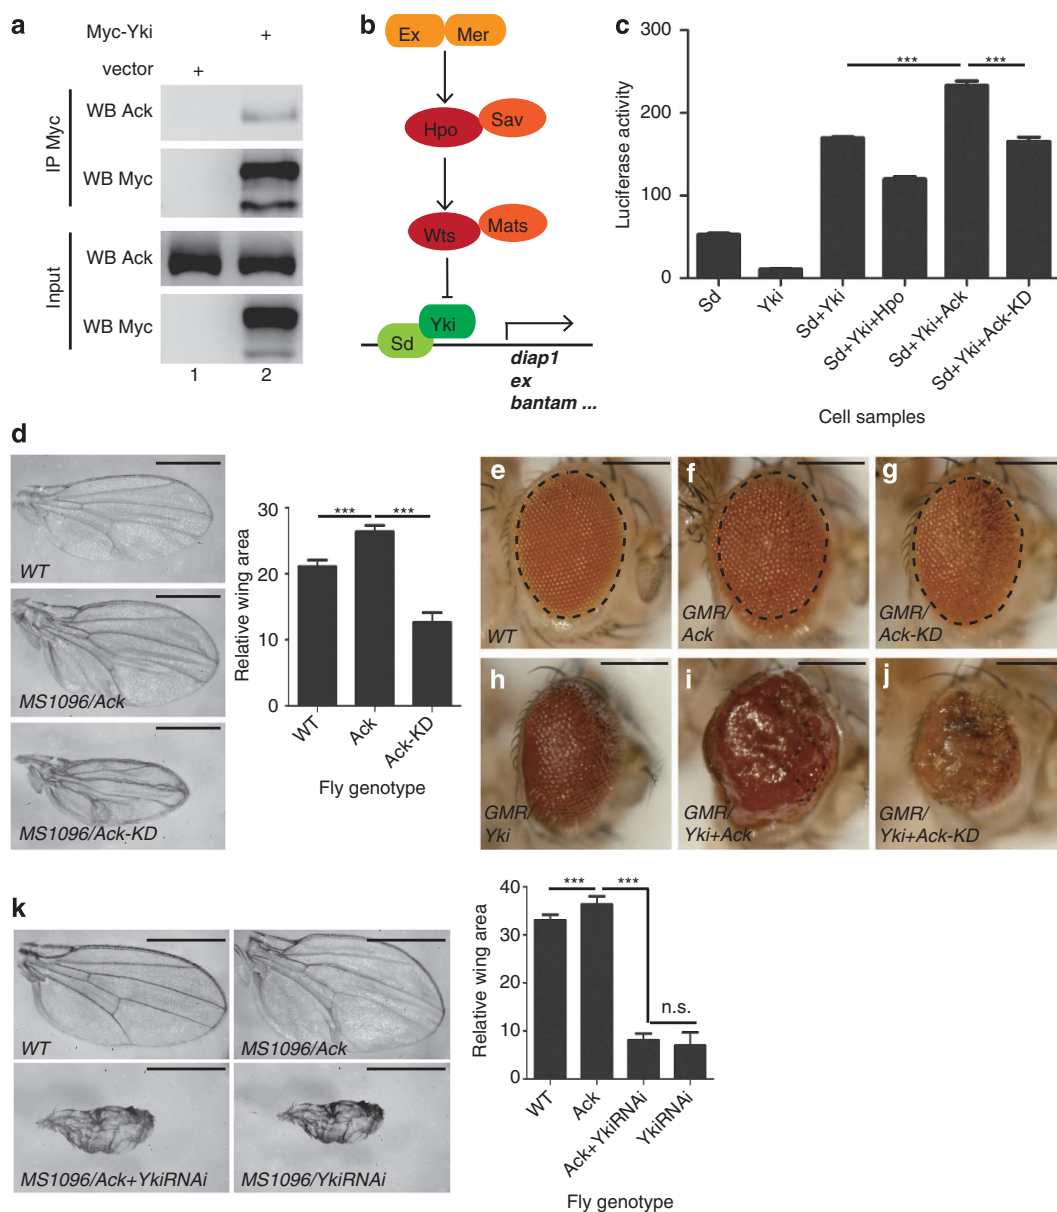 a
Myc-Yki
+
vector
+
IP Myc
WB Ack
WB Myc
Input
WB Ack
WB Myc
1
2
b
Ex
Mer
Hpo
Sav
Wts
Mats
Yki
Sd
diap1
ex
bantam ...
c
Luciferase activity
300
200
100
0
***
***
Sd
Yki
Sd+Yki
Sd+Yki+Hpo
Sd+Yki+Ack
Sd+Yki+Ack-KD
Cell samples
d
WT
MS1096/Ack
MS1096/Ack-KD
Relative wing area
30
20
10
0
***
***
WT
Ack
Ack-KD
Fly genotype
e
WT
f
GMR/
Ack
g
GMR/
Ack-KD
h
GMR/
Yki
i
GMR/
Yki+Ack
j
GMR/
Yki+Ack-KD
k
WT
MS1096/Ack
MS1096/Ack+YkiRNAi
MS1096/YkiRNAi
Relative wing area
40
30
20
10
0
***
***
n.s.
WT
Ack
Ack+YkiRNAi
YkiRNAi
Fly genotype